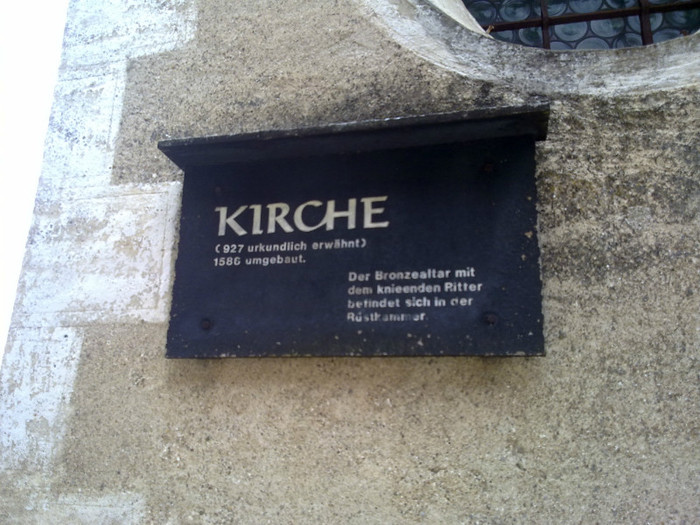 KIRCHE
(927 urkundlich erwähnt)
1586 umgebaut.
Der Bronzealtar mit
dem knieenden Ritter
befindet sich in der
Rüstkammer.